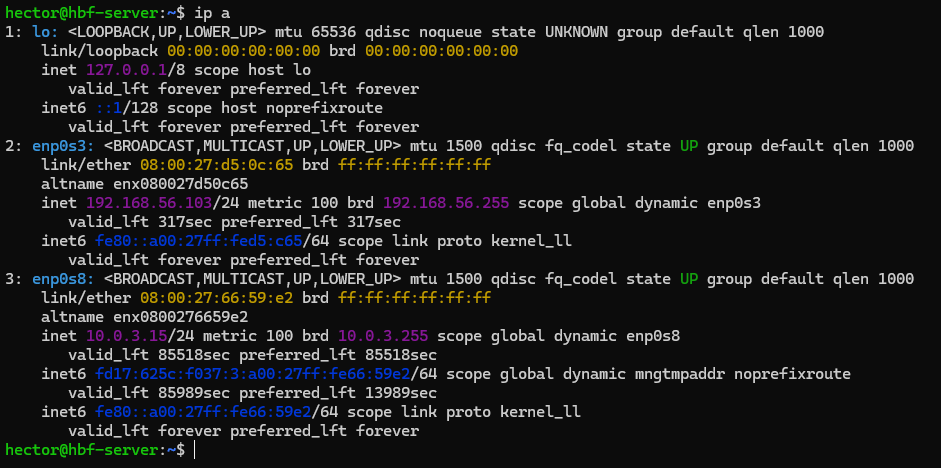 hector@hbf-server:~$ ip a
1: lo: <LOOPBACK,UP,LOWER_UP> mtu 65536 qdisc noqueue state UNKNOWN group default qlen 1000
    link/loopback 00:00:00:00:00:00 brd 00:00:00:00:00:00
    inet 127.0.0.1/8 scope host lo
       valid_lft forever preferred_lft forever
    inet6 ::1/128 scope host noprefixroute
       valid_lft forever preferred_lft forever
2: enp0s3: <BROADCAST,MULTICAST,UP,LOWER_UP> mtu 1500 qdisc fq_codel state UP group default qlen 1000
    link/ether 08:00:27:d5:0c:65 brd ff:ff:ff:ff:ff:ff
    altname enx080027d50c65
    inet 192.168.56.103/24 metric 100 brd 192.168.56.255 scope global dynamic enp0s3
       valid_lft 317sec preferred_lft 317sec
    inet6 fe80::a00:27ff:fed5:c65/64 scope link proto kernel_ll
       valid_lft forever preferred_lft forever
3: enp0s8: <BROADCAST,MULTICAST,UP,LOWER_UP> mtu 1500 qdisc fq_codel state UP group default qlen 1000
    link/ether 08:00:27:66:59:e2 brd ff:ff:ff:ff:ff:ff
    altname enx0800276659e2
    inet 10.0.3.15/24 metric 100 brd 10.0.3.255 scope global dynamic enp0s8
       valid_lft 85518sec preferred_lft 85518sec
    inet6 fd17:625c:f037:3:a00:27ff:fe66:59e2/64 scope global dynamic mngtmpaddr noprefixroute
       valid_lft 85989sec preferred_lft 13989sec
    inet6 fe80::a00:27ff:fe66:59e2/64 scope link proto kernel_ll
       valid_lft forever preferred_lft forever
hector@hbf-server:~$